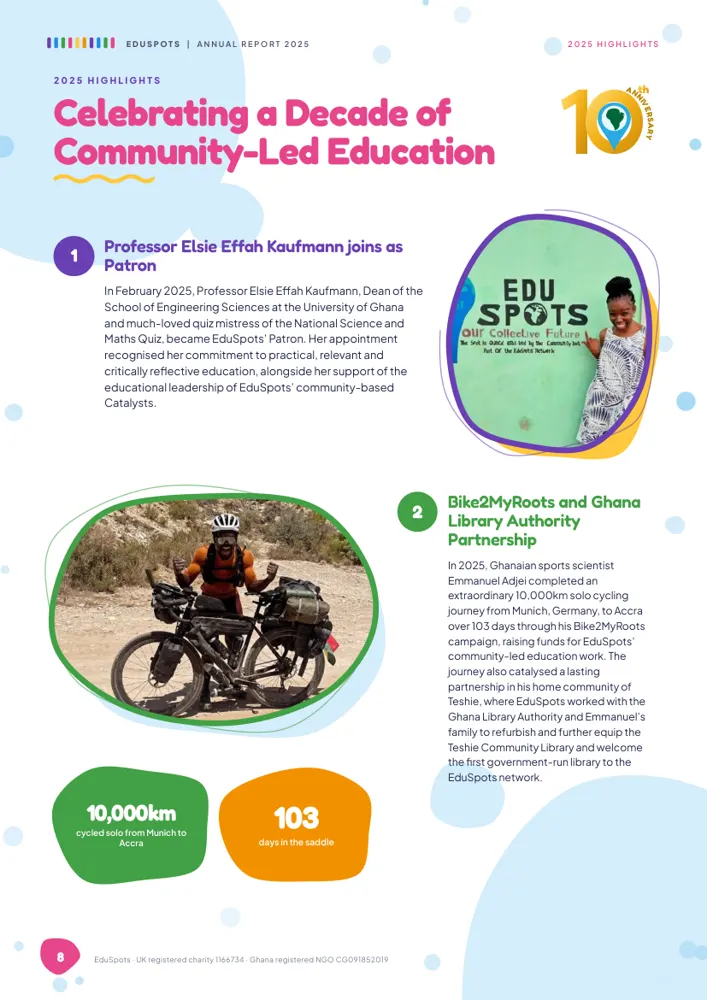 EDUSPOTS | ANNUAL REPORT 2025
2025 HIGHLIGHTS
2025 HIGHLIGHTS
Celebrating a Decade of
Community-Led Education
10th
ANNIVERSARY
1
Professor Elsie Effah Kaufmann joins as
Patron
In February 2025, Professor Elsie Effah Kaufmann, Dean of the
School of Engineering Sciences at the University of Ghana
and much-loved quiz mistress of the National Science and
Maths Quiz, became EduSpots' Patron. Her appointment
recognised her commitment to practical, relevant and
critically reflective education, alongside her support of the
educational leadership of EduSpots' community-based
Catalysts.
EDU
SPOTS
Our Collective Future
Part Of the EduSpots Network
2
Bike2MyRoots and Ghana
Library Authority
Partnership
In 2025, Ghanaian sports scientist
Emmanuel Adjei completed an
extraordinary 10,000km solo cycling
journey from Munich, Germany, to Accra
over 103 days through his Bike2MyRoots
campaign, raising funds for EduSpots'
community-led education work. The
journey also catalysed a lasting
partnership in his home community of
Teshie, where EduSpots worked with the
Ghana Library Authority and Emmanuel's
family to refurbish and further equip the
Teshie Community Library and welcome
the first government-run library to the
EduSpots network.
10,000km
cycled solo from Munich to
Accra
103
days in the saddle
8
EduSpots · UK registered charity 1166734 · Ghana registered NGO CG091852019